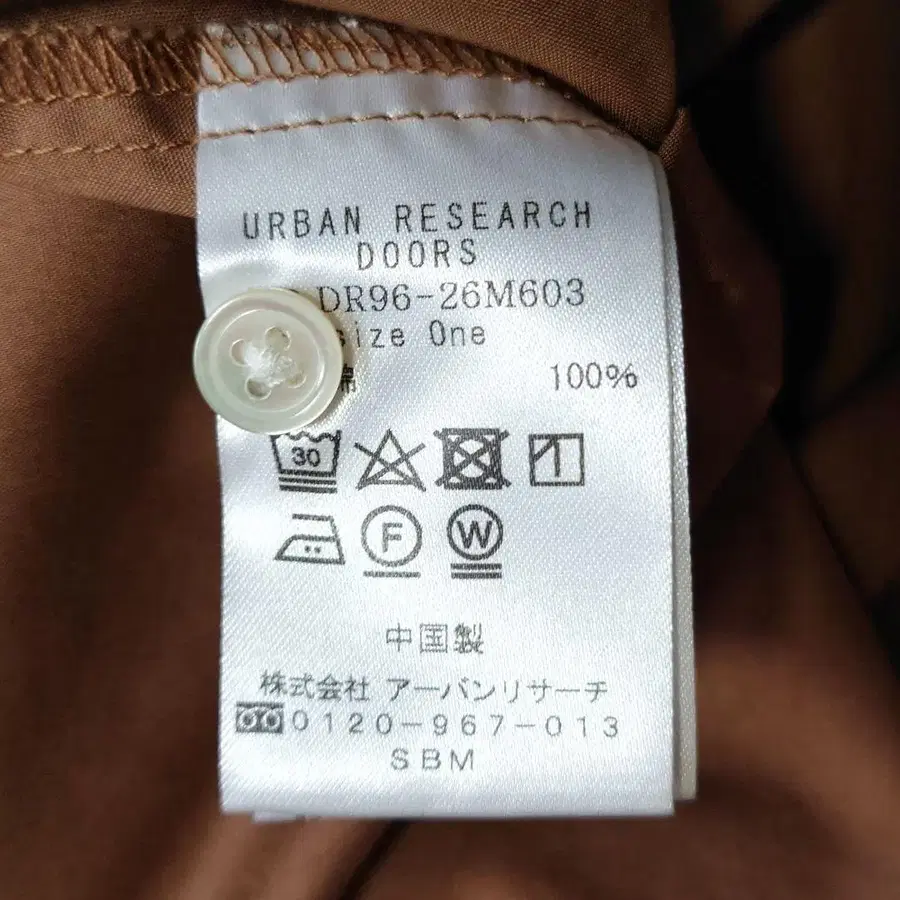 URBAN RESEARCH
DOORS
DR96-26M603
size One
綿 100%
30
F
W
中国製
株式会社 アーバンリサーチ
0120-967-013
SBM